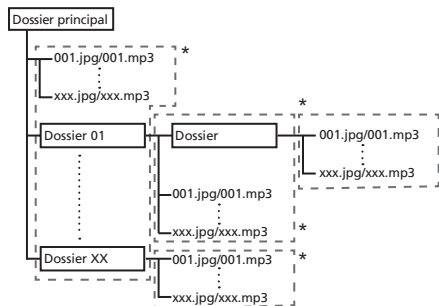 Dossier principal
001.jpg/001.mp3
*
xxx.jpg/xxx.mp3
*
Dossier 01
Dossier
001.jpg/001.mp3
xxx.jpg/xxx.mp3
001.jpg/001.mp3
xxx.jpg/xxx.mp3
*
Dossier XX
001.jpg/001.mp3
*
xxx.jpg/xxx.mp3